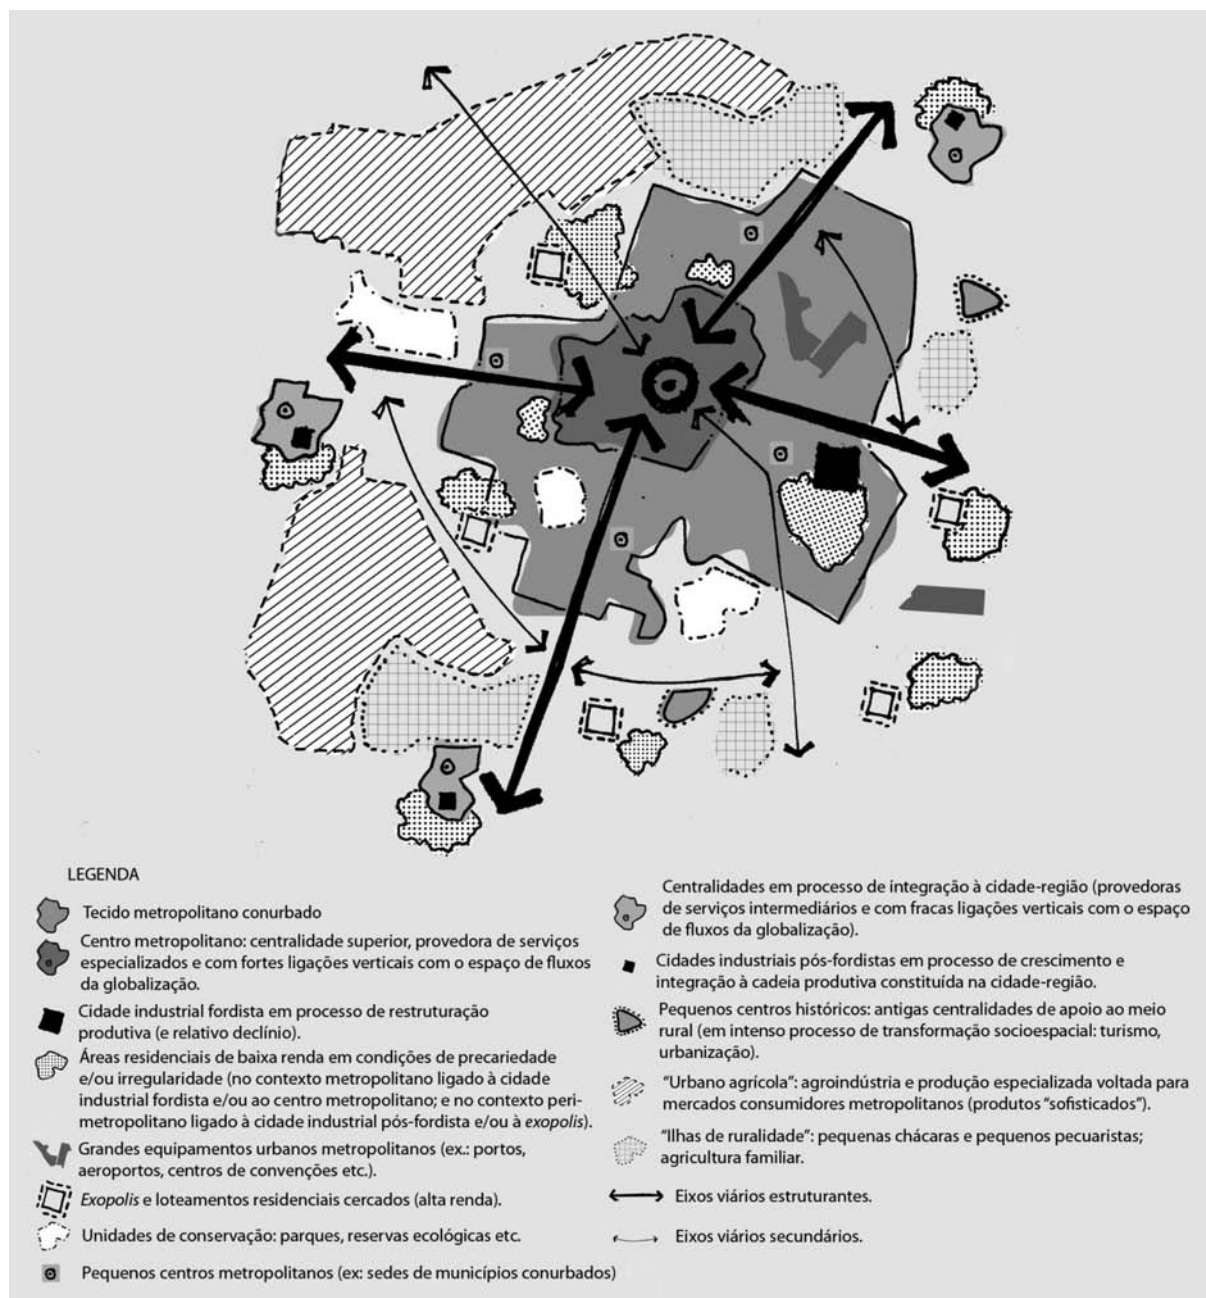 LEGENDA
Tecido metropolitano conurbado
Centro metropolitano: centralidade superior, provedora de serviços
especializados e com fortes ligações verticais com o espaço de fluxos
da globalização.
Cidade industrial fordista em processo de restruturação
produtiva (e relativo declínio).
Áreas residenciais de baixa renda em condições de precariedade
e/ou irregularidade (no contexto metropolitano ligado à cidade
industrial fordista e/ou ao centro metropolitano; e no contexto peri-
metropolitano ligado à cidade industrial pós-fordista e/ou à exopolis).
Grandes equipamentos urbanos metropolitanos (ex.: portos,
aeroportos, centros de convenções etc.).
Exopolis e loteamentos residenciais cercados (alta renda).
Unidades de conservação: parques, reservas ecológicas etc.
Pequenos centros metropolitanos (ex: sedes de municípios conurbados)
Centralidades em processo de integração à cidade-região (provedoras
de serviços intermediários e com fracas ligações verticais com o espaço
de fluxos da globalização).
Cidades industriais pós-fordistas em processo de crescimento e
integração à cadeia produtiva constituída na cidade-região.
Pequenos centros históricos: antigas centralidades de apoio ao meio
rural (em intenso processo de transformação socioespacial: turismo,
urbanização).
"Urbano agrícola": agroindústria e produção especializada voltada para
mercados consumidores metropolitanos (produtos "sofisticados").
"Ilhas de ruralidade": pequenas chácaras e pequenos pecuaristas;
agricultura familiar.
Eixos viários estruturantes.
Eixos viários secundários.